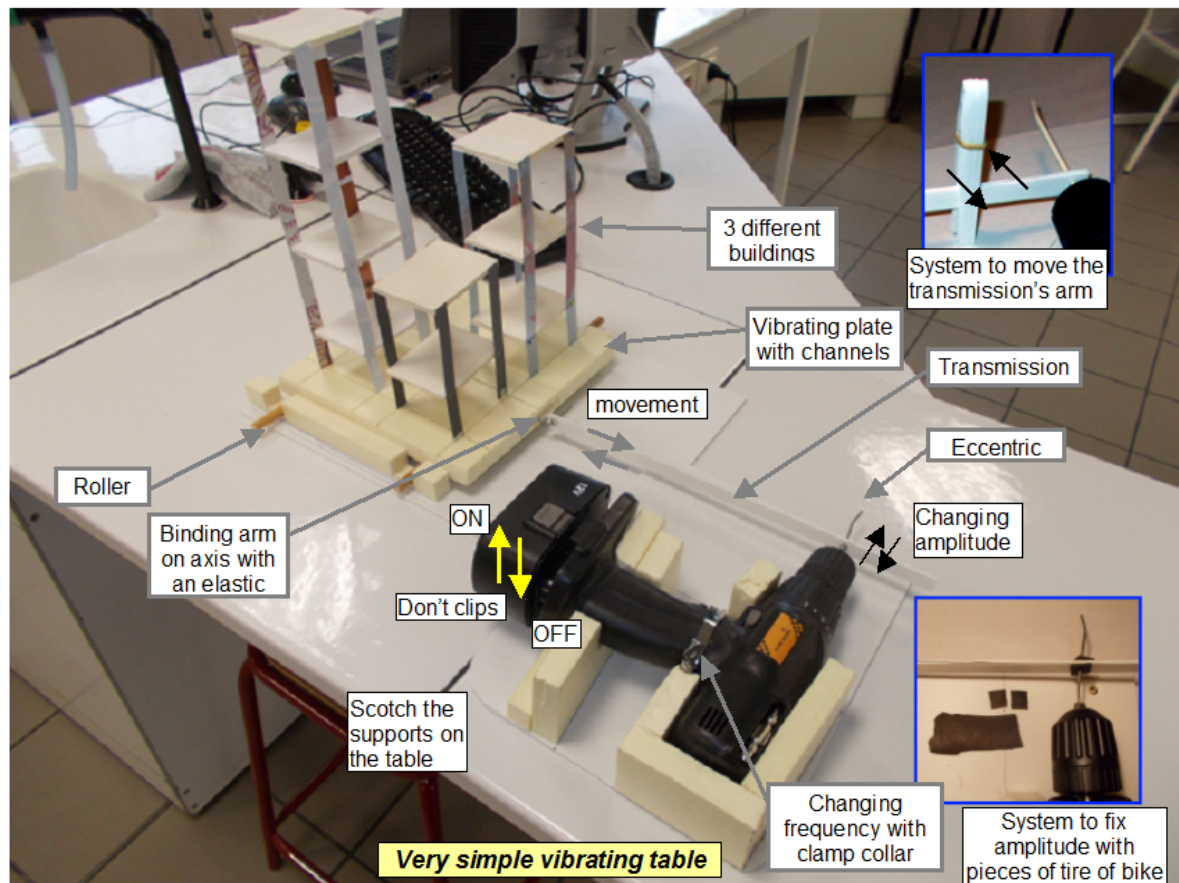 3 different
buildings
System to move the
transmission's arm
Vibrating plate
with channels
Transmission
movement
Eccentric
Roller
Binding arm
on axis with
an elastic
ON
Don't clips
OFF
Changing
amplitude
12V
Scotch the
supports on
the table
Changing
frequency with
clamp collar
System to fix
amplitude with
pieces of tire of bike
Very simple vibrating table